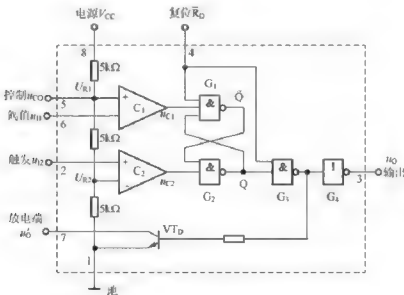 电源VCC
复位R̄D
8
4
5kΩ
G1
控制uCO
UR1
+
C1
&
Q̄
5
阈值uI1
-
uC1
6
5kΩ
触发uI2
+
C2
&
&
1
uO
2
UR2
-
uC2
G2
Q
G3
G4
3
输出
5kΩ
放电端
u'O
7
VTD
1
地